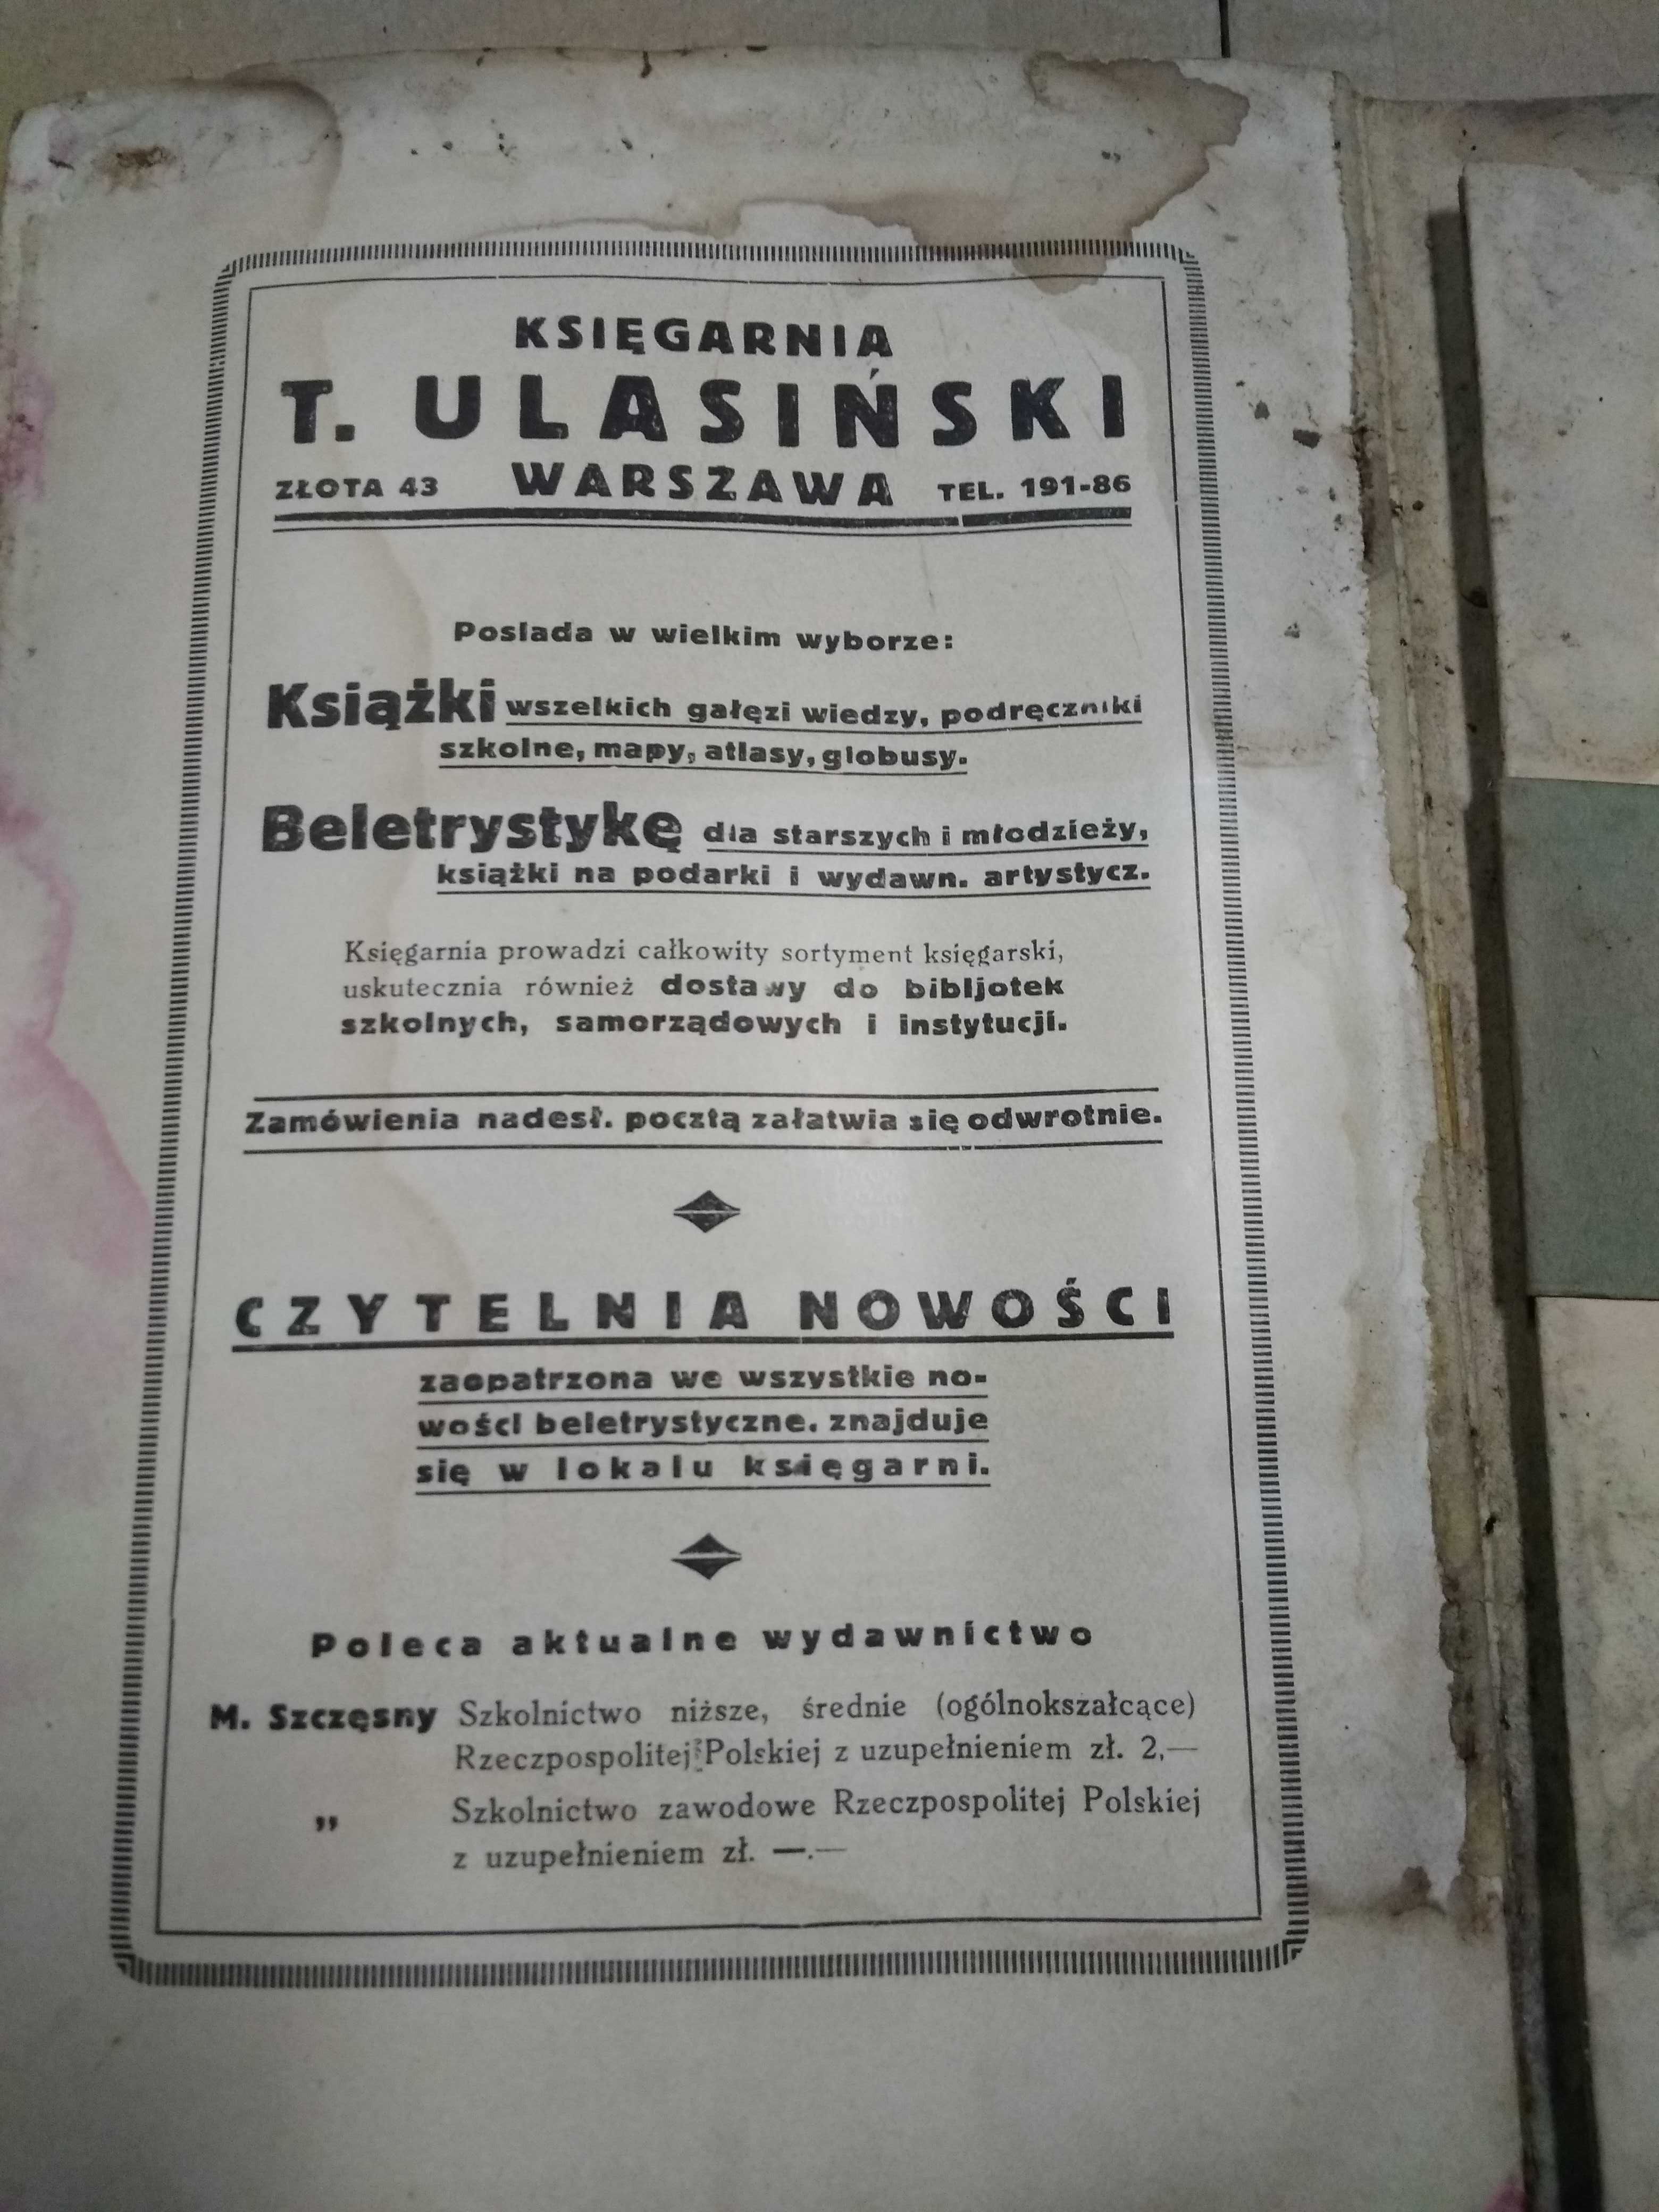 KSIĘGARNIA
T. ULASIŃSKI
ZŁOTA 43 WARSZAWA TEL. 191-86
Posiada w wielkim wyborze:
Książki wszelkich gałęzi wiedzy, podręczniki
szkolne, mapy, atlasy, globusy.
Beletrystykę dla starszych i młodzieży,
książki na podarki i wydawn. artystycz.
Księgarnia prowadzi całkowity sortyment księgarski,
uskutecznia również dostawy do bibljotek
szkolnych, samorządowych i instytucji.
Zamówienia nadesł. pocztą załatwia się odwrotnie.
CZYTELNIA NOWOŚCI
zaopatrzona we wszystkie no-
wości beletrystyczne. znajduje
się w lokalu księgarni.
Poleca aktualne wydawnictwo
M. Szczęsny Szkolnictwo niższe, średnie (ogólnokszałcące)
Rzeczpospolitej Polskiej z uzupełnieniem zł. 2,—
„ Szkolnictwo zawodowe Rzeczpospolitej Polskiej
z uzupełnieniem zł. —.—